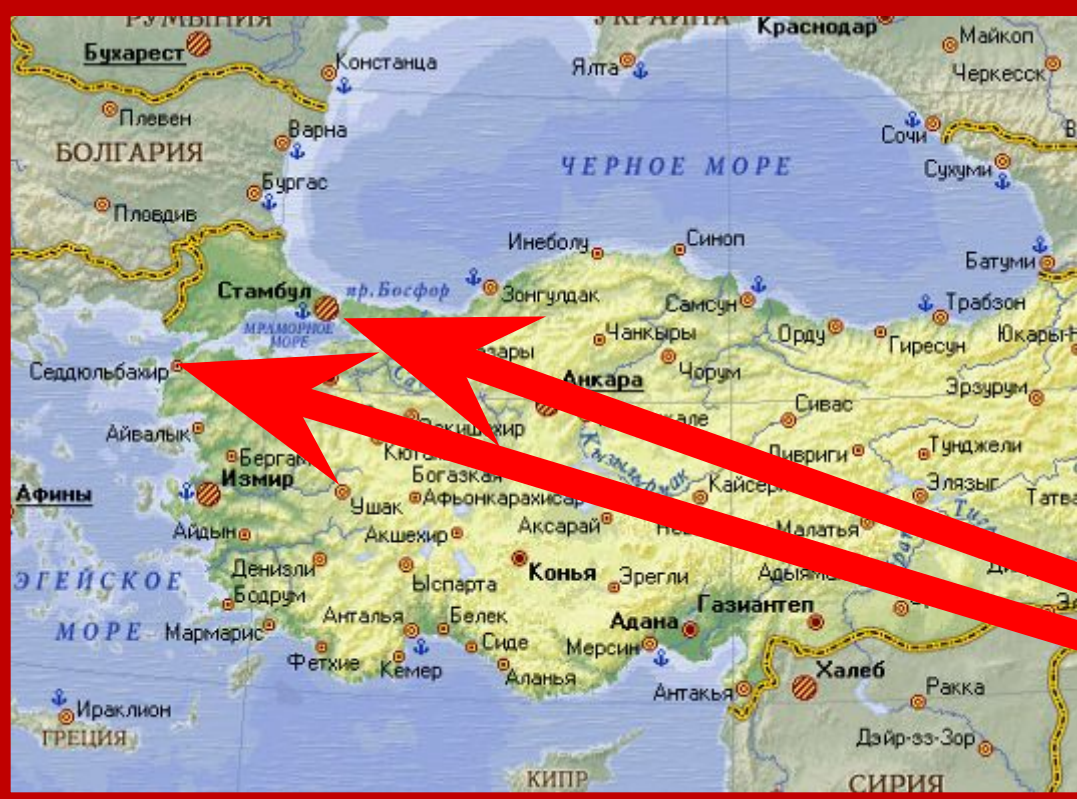 РУМЫНИЯ
УКРАИНА
Краснодар
Майкоп
Бухарест
Констанца
Ялта
Черкесск
Плевен
Варна
Сочи
БОЛГАРИЯ
ЧЕРНОЕ МОРЕ
Сухуми
Бургас
Пловдив
Инеболу
Синоп
Батуми
Стамбул
пр.Босфор
Зонгулдак
Самсун
Трабзон
МРАМОРНОЕ
МОРЕ
Чанкыры
Орду
Гиресун
Седдюльбахир
Чорум
Анкара
Эрзурум
Сивас
Айвалык
Дивриги
Тунджели
Измир
Кызылырмак
Элязыг
Афины
Ушак
Афьонкарахисар
Айдын
Акшехир
Аксарай
Малатья
Денизли
Ыспарта
Конья
Эрегли
ЭГЕЙСКОЕ
МОРЕ
Бодрум
Газиантеп
Анталья
Белек
Адана
Мармарис
Сиде
Мерсин
Фетхие
Кемер
Аланья
Халеб
Антакья
Ракка
Ираклион
ГРЕЦИЯ
Дэйр-эз-Зор
КИПР
СИРИЯ